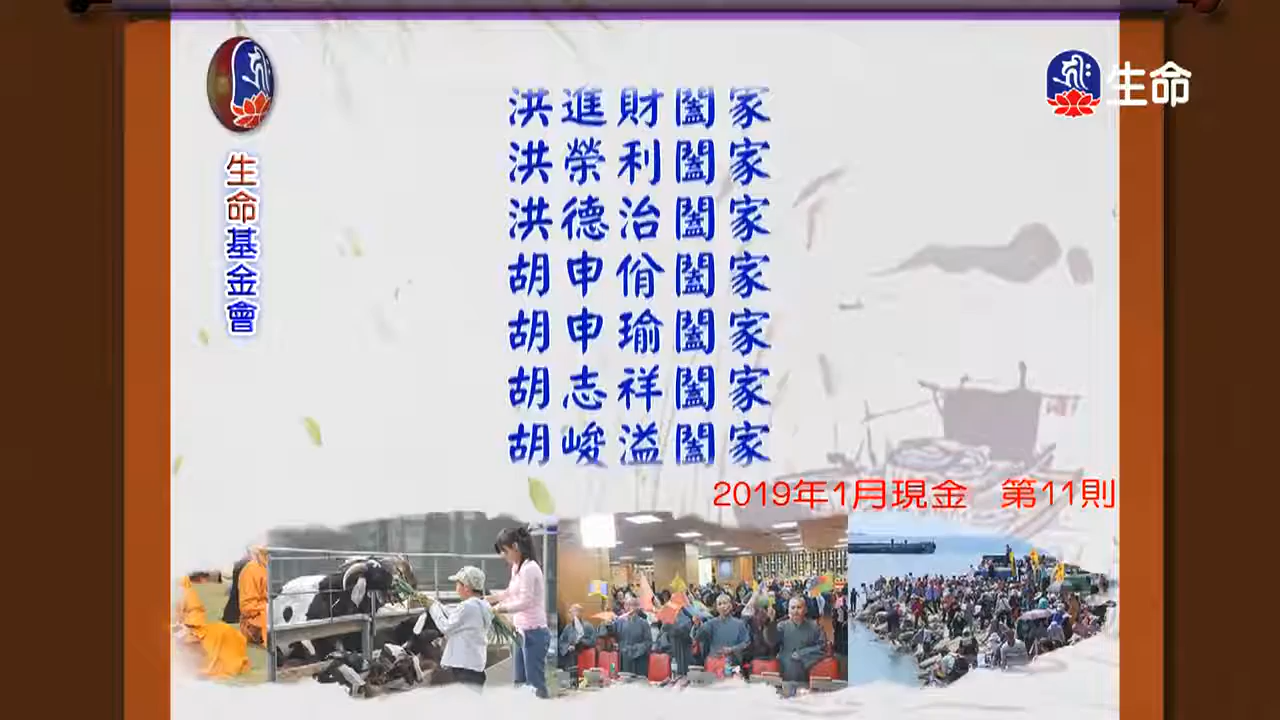 生命
生命基金會
洪進財闔家
洪榮利闔家
洪德治闔家
胡申佾闔家
胡申瑜闔家
胡志祥闔家
胡峻溢闔家
2019年1月現金 第11則